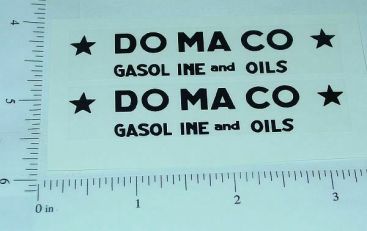 ★ DO MA CO ★
GASOL INE and OILS
★ DO MA CO ★
GASOL INE and OILS
4
5
6
0 in 1 2 3